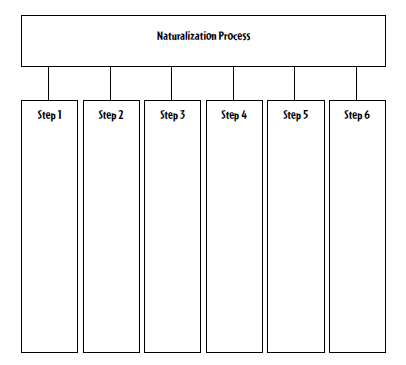 Naturalization Process
Step 1
Step 2
Step 3
Step 4
Step 5
Step 6